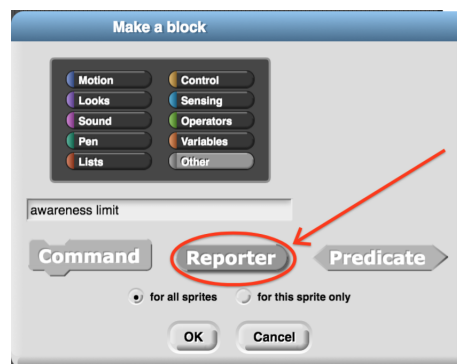 Make a block
Motion Control
Looks Sensing
Sound Operators
Pen Variables
Lists Other
awareness limit
Command Reporter Predicate
for all sprites for this sprite only
OK Cancel